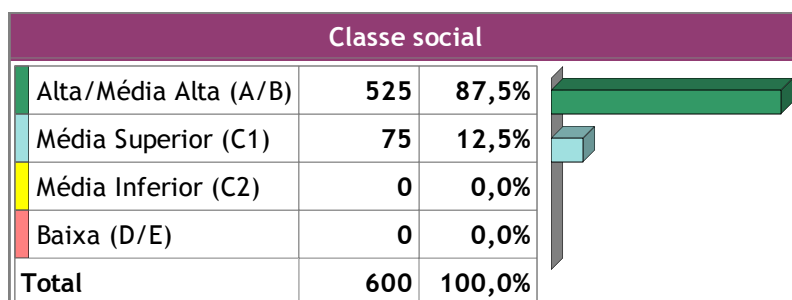 Classe social
Alta/Média Alta (A/B) 525 87,5%
Média Superior (C1) 75 12,5%
Média Inferior (C2) 0 0,0%
Baixa (D/E) 0 0,0%
Total 600 100,0%